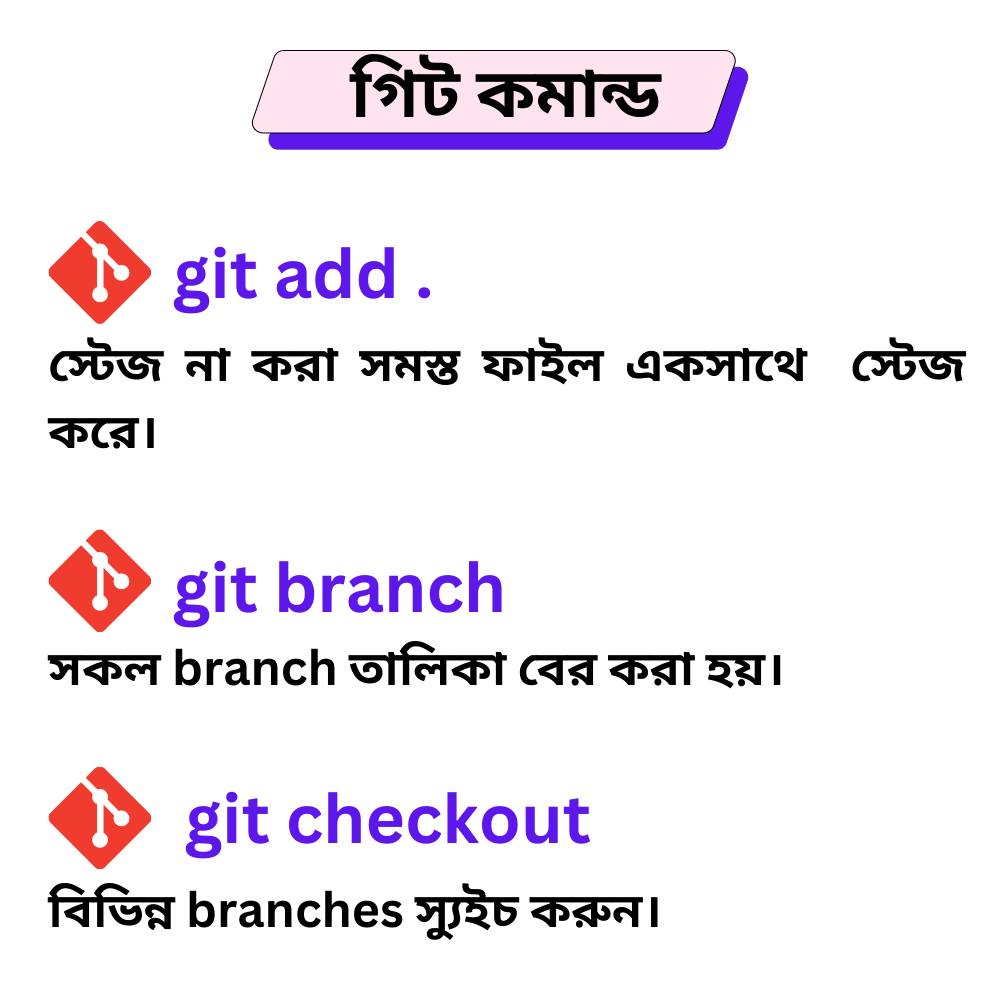 গিট কমান্ড
git add .
স্টেজ না করা সমস্ত ফাইল একসাথে স্টেজ
করে।
git branch
সকল branch তালিকা বের করা হয়।
git checkout
বিভিন্ন branches স্যুইচ করুন।